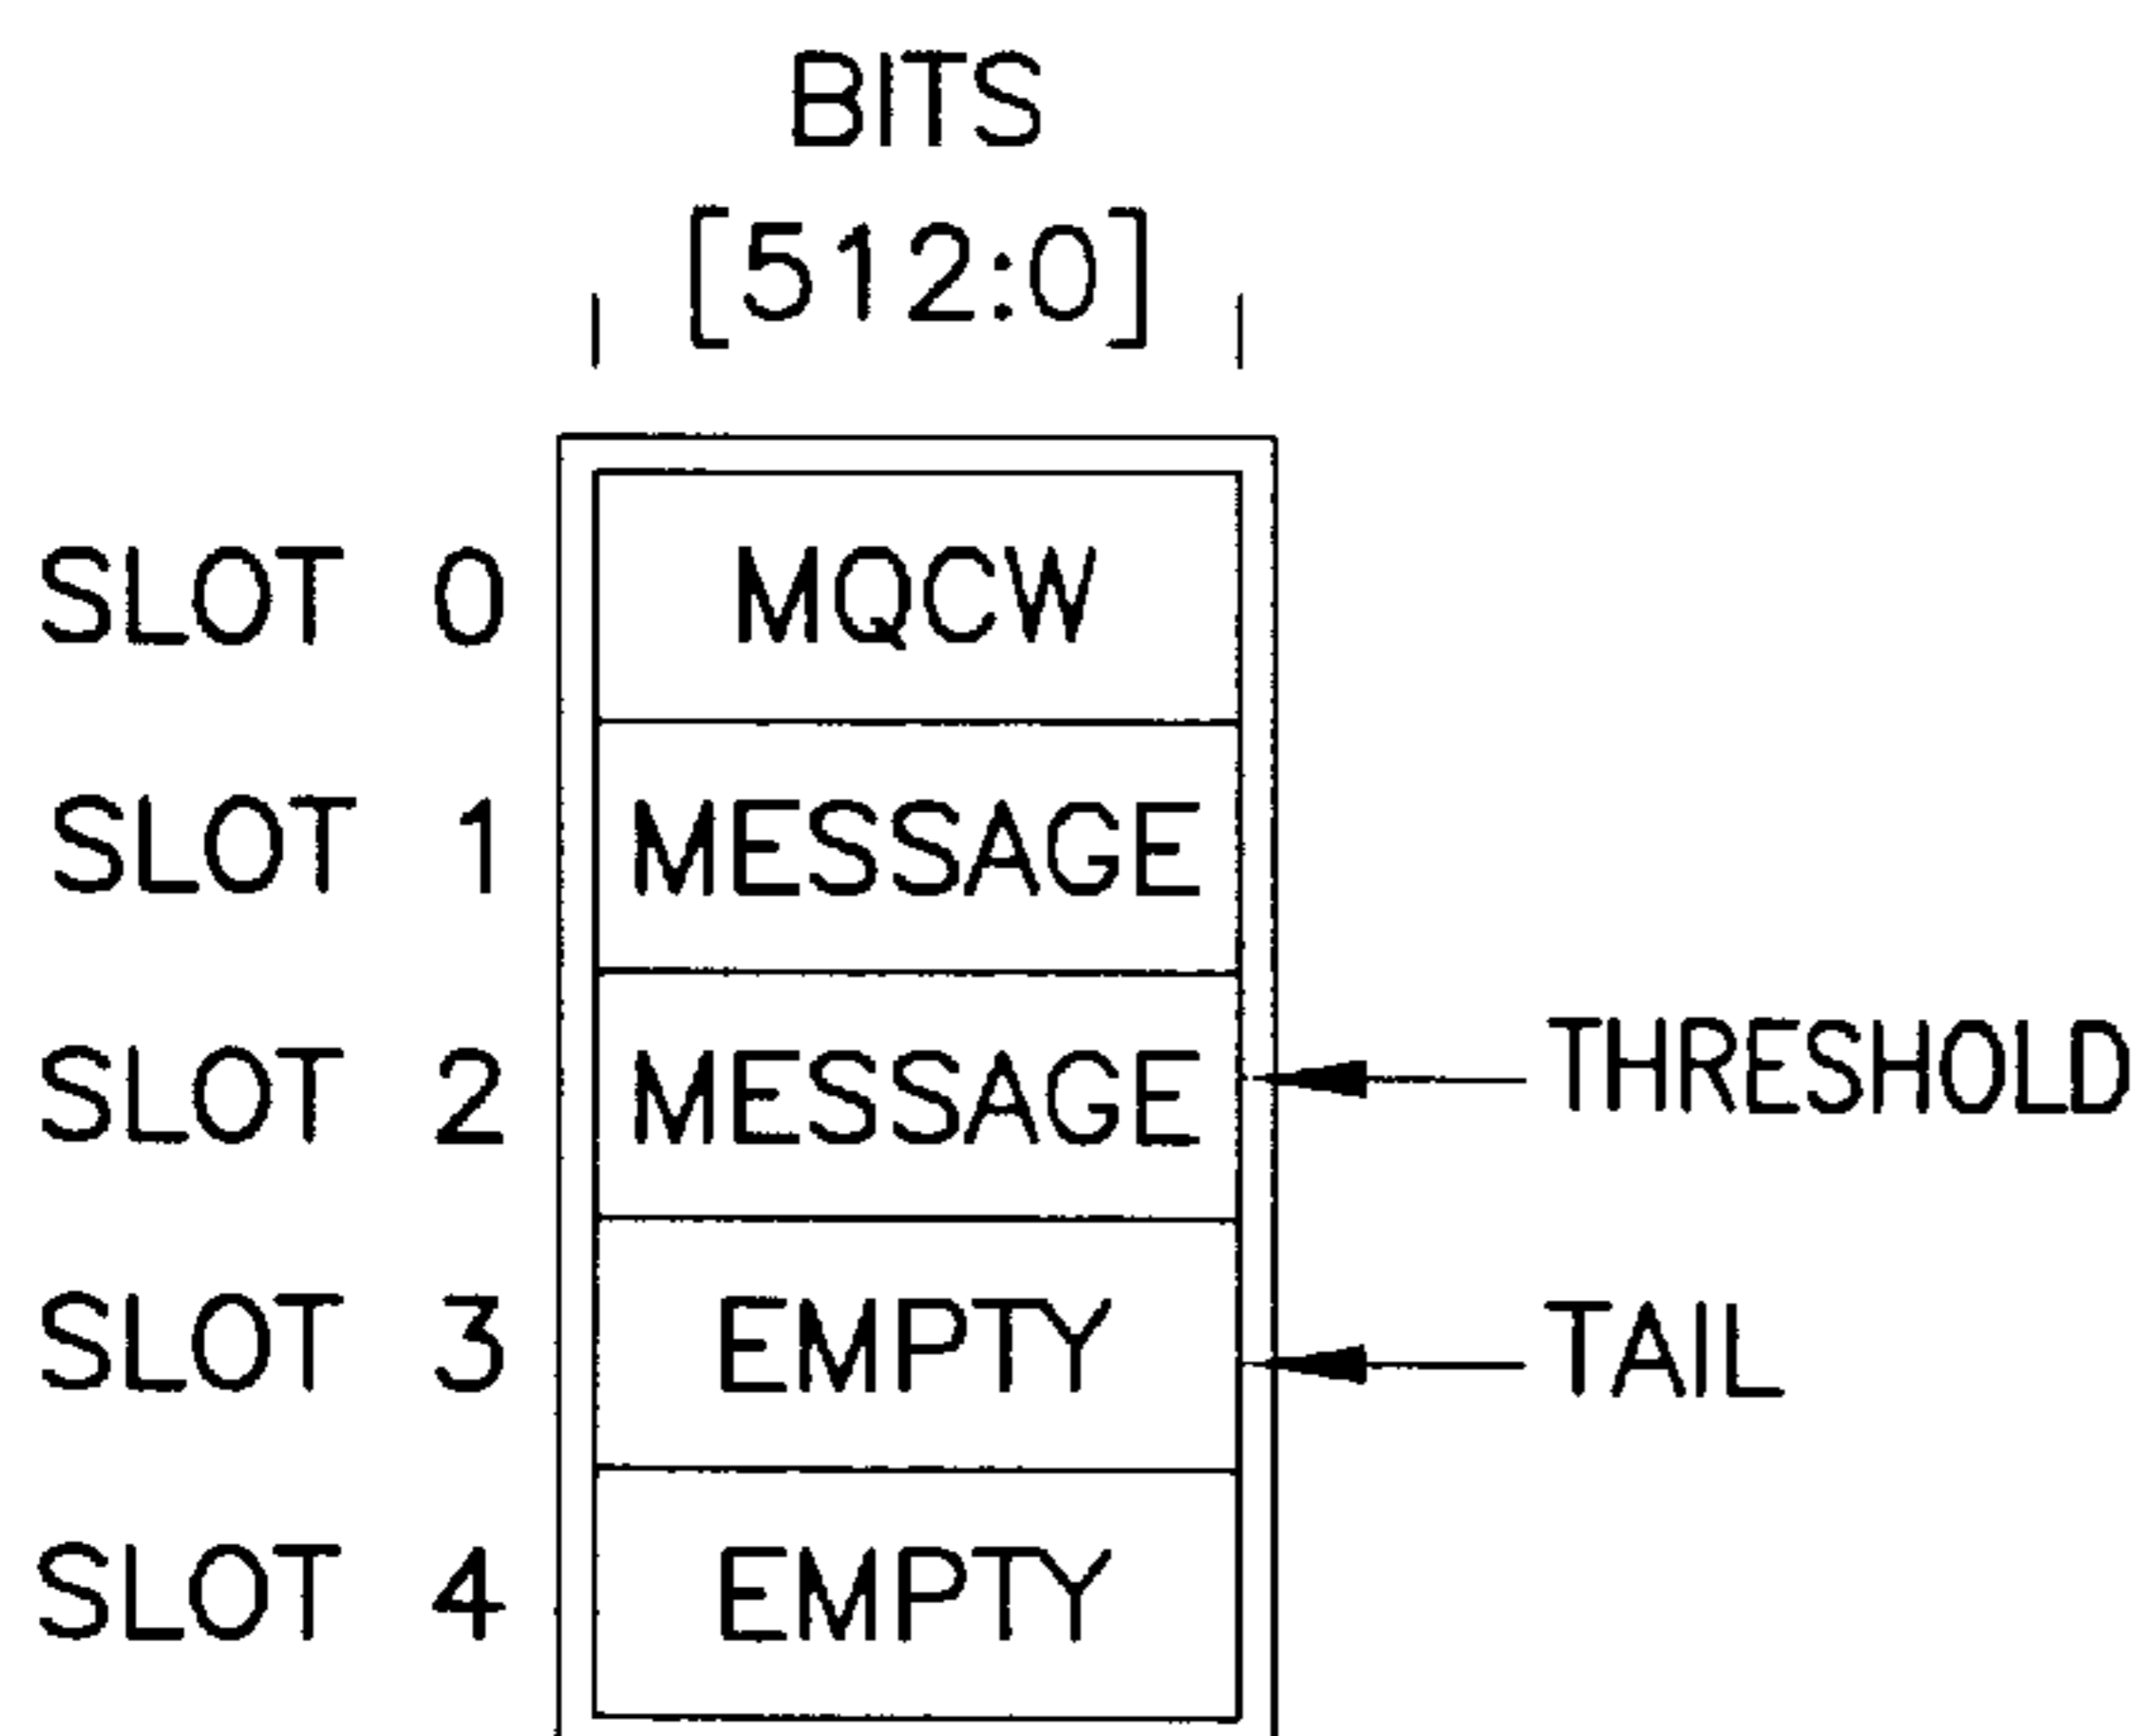 BITS
[512:0]
SLOT 0 MQCW
SLOT 1 MESSAGE
SLOT 2 MESSAGE THRESHOLD
SLOT 3 EMPTY TAIL
SLOT 4 EMPTY